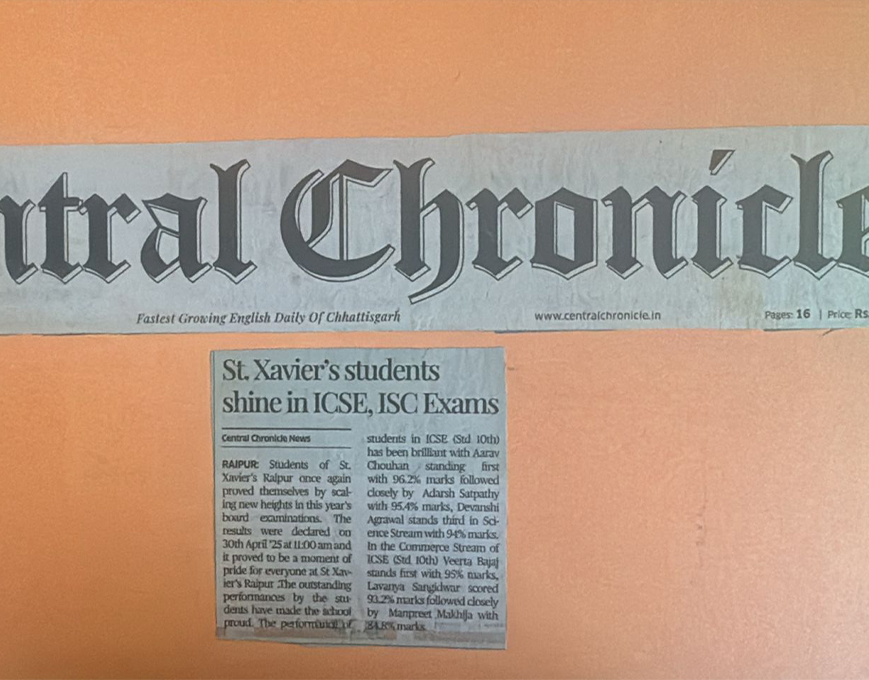 ntral Chronicle
Fastest Growing English Daily Of Chhattisgarh
www.centralchronicle.in
Pages: 16 | Price: Rs
St. Xavier's students
shine in ICSE, ISC Exams
Central Chronicle News
RAIPUR: Students of St.
Xavier's Raipur once again
proved themselves by scal-
ing new heights in this year's
board examinations. The
results were declared on
30th April '25 at 11:00 am and
it proved to be a moment of
pride for everyone at St Xav-
ier's Raipur .The outstanding
performances by the stu-
dents have made the school
proud. The performance of
students in ICSE (Std. 10th)
has been brilliant with Aarav
Chouhan standing first
with 96.2% marks followed
closely by Adarsh Satpathy
with 95.4% marks, Devanshi
Agrawal stands third in Sci-
ence Stream with 94% marks.
In the Commerce Stream of
ICSE (Std. 10th) Veerta Bajaj
stands first with 95% marks,
Lavanya Sangidwar scored
93.2% marks followed closely
by Manpreet Makhija with
84.8% marks.